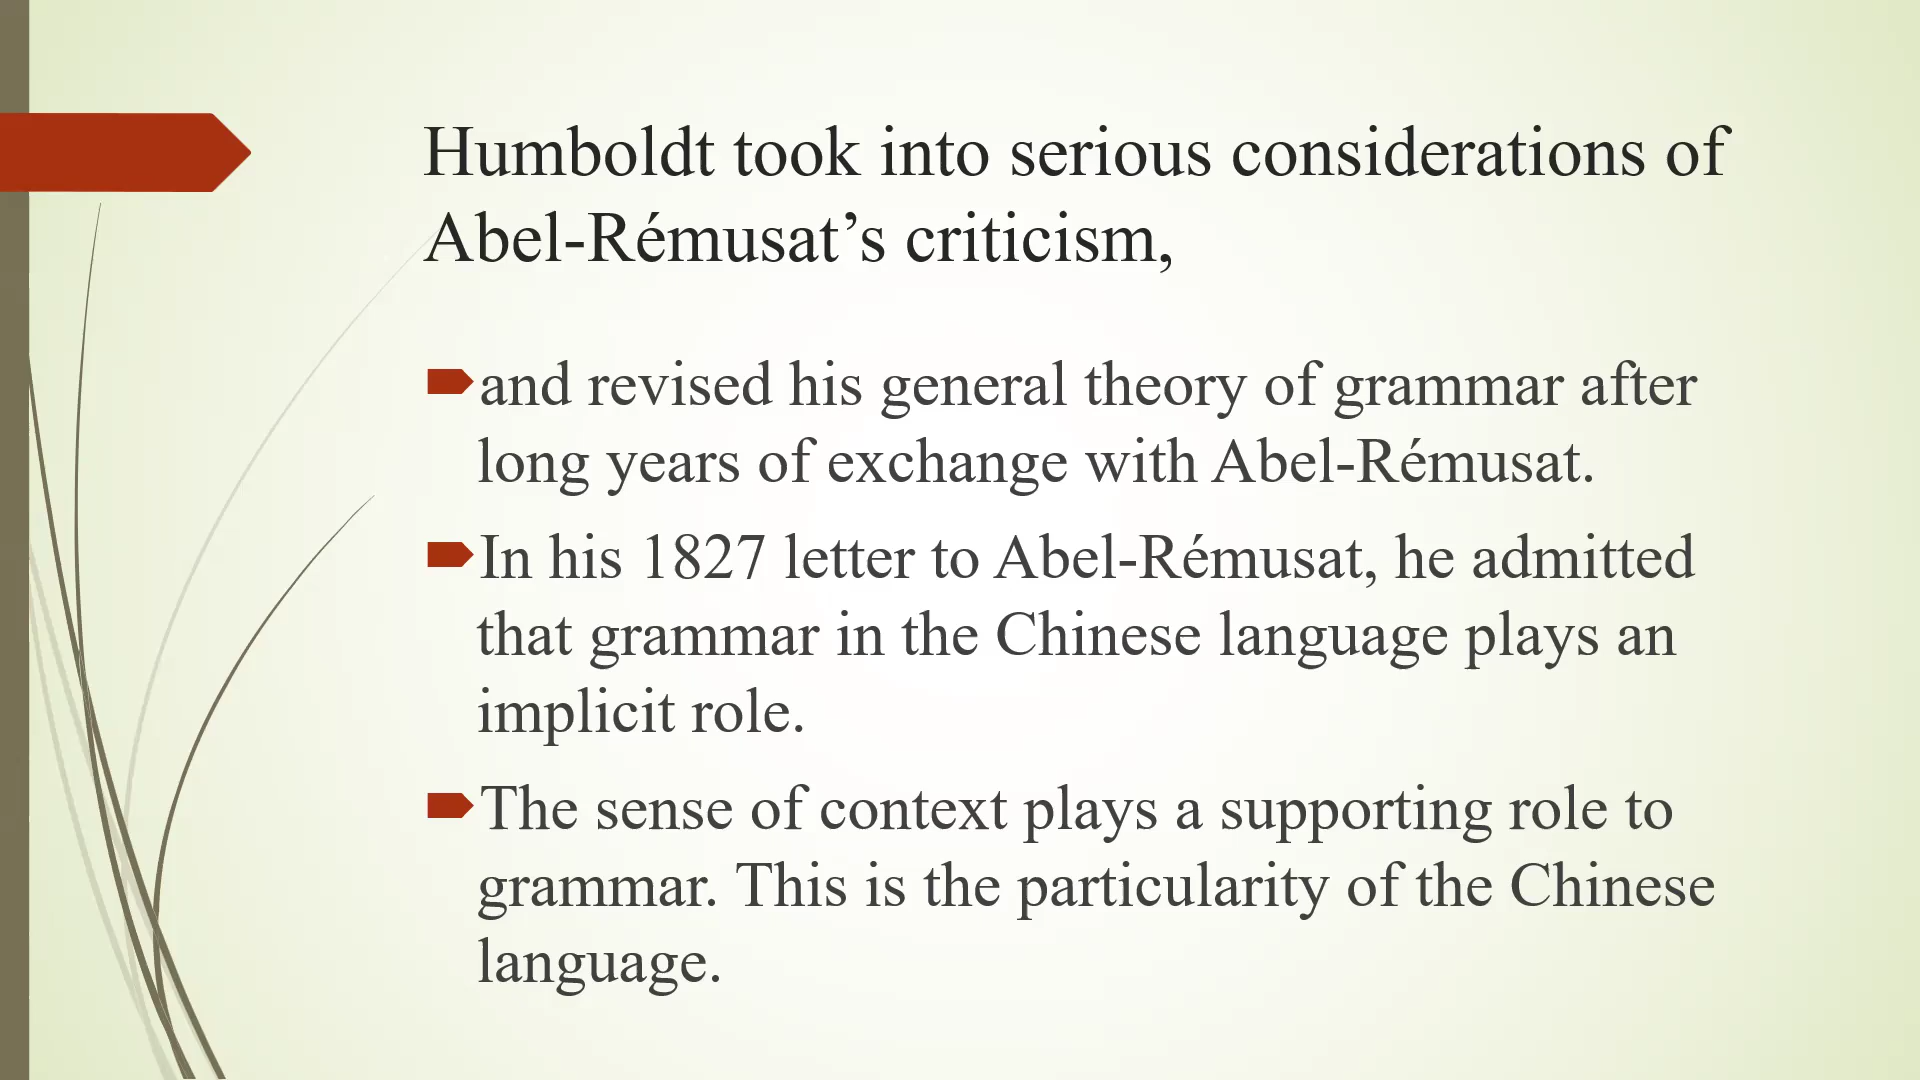 Humboldt took into serious considerations of
Abel-Rémusat’s criticism,
and revised his general theory of grammar after
long years of exchange with Abel-Rémusat.
In his 1827 letter to Abel-Rémusat, he admitted
that grammar in the Chinese language plays an
implicit role.
The sense of context plays a supporting role to
grammar. This is the particularity of the Chinese
language.